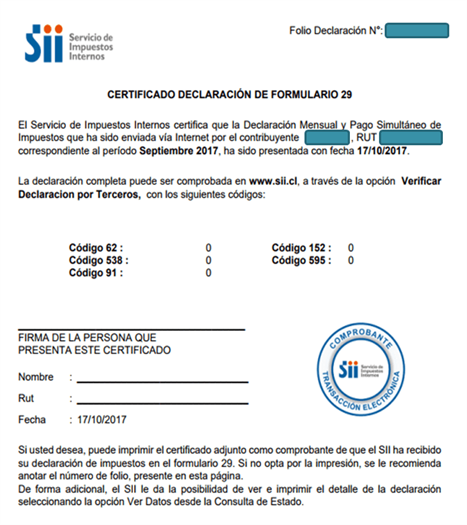 Sii Servicio de
Impuestos
Internos
Folio Declaración N°:
CERTIFICADO DECLARACIÓN DE FORMULARIO 29
El Servicio de Impuestos Internos certifica que la Declaración Mensual y Pago Simultáneo de
Impuestos que ha sido enviada vía Internet por el contribuyente , RUT
correspondiente al período Septiembre 2017, ha sido presentada con fecha 17/10/2017.
La declaración completa puede ser comprobada en www.sii.cl, a través de la opción Verificar
Declaracion por Terceros, con los siguientes códigos:
Código 62 : 0 Código 152 : 0
Código 538 : 0 Código 595 : 0
Código 91 : 0
FIRMA DE LA PERSONA QUE
PRESENTA ESTE CERTIFICADO
Nombre :
Rut :
Fecha : 17/10/2017
COMPROBANTE
Sii Servicio de
Impuestos
Internos
TRANSACCIÓN ELECTRÓNICA
Si usted desea, puede imprimir el certificado adjunto como comprobante de que el SII ha recibido
su declaración de impuestos en el formulario 29. Si no opta por la impresión, se le recomienda
anotar el número de folio, presente en esta página.
De forma adicional, el SII le da la posibilidad de ver e imprimir el detalle de la declaración
seleccionando la opción Ver Datos desde la Consulta de Estado.